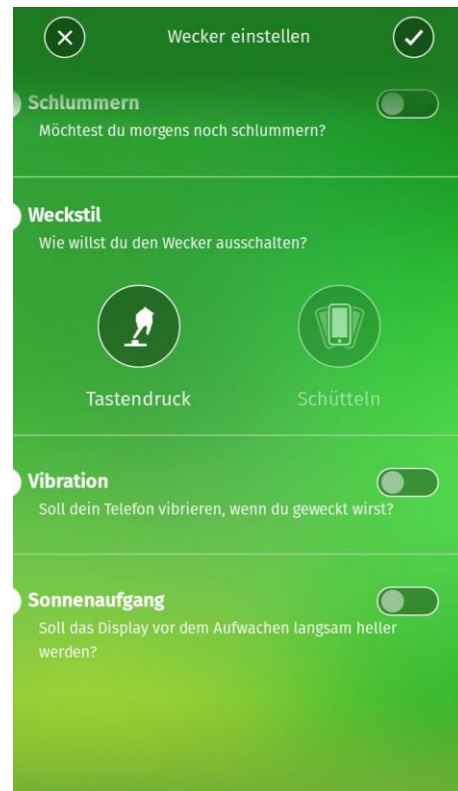 Wecker einstellen
Schlummern
Möchtest du morgens noch schlummern?
Weckstil
Wie willst du den Wecker ausschalten?
Tastendruck
Schütteln
Vibration
Soll dein Telefon vibrieren, wenn du geweckt wirst?
Sonnenaufgang
Soll das Display vor dem Aufwachen langsam heller
werden?